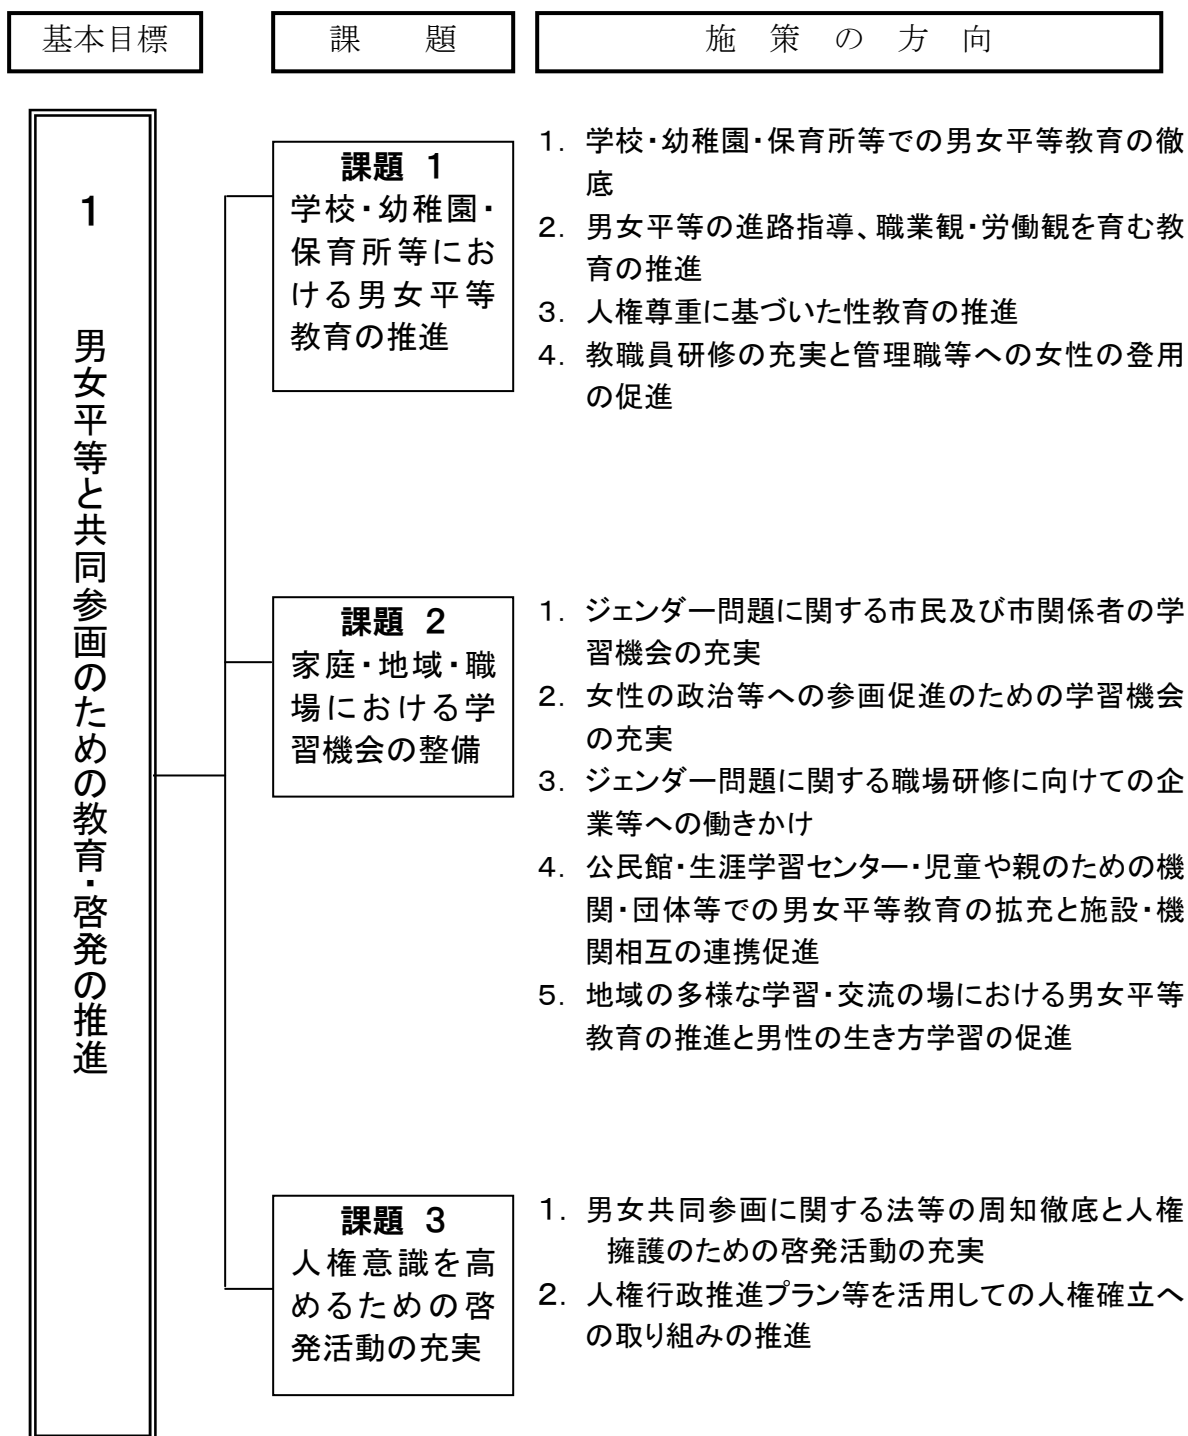 基本目標
課　　題
施　策　の　方　向
1
男女平等と共同参画のための教育・啓発の推進
課題 1
学校・幼稚園・
保育所等にお
ける男女平等
教育の推進
1. 学校・幼稚園・保育所等での男女平等教育の徹
底
2. 男女平等の進路指導、職業観・労働観を育む教
育の推進
3. 人権尊重に基づいた性教育の推進
4. 教職員研修の充実と管理職等への女性の登用
の促進
課題 2
家庭・地域・職
場における学
習機会の整備
1. ジェンダー問題に関する市民及び市関係者の学
習機会の充実
2. 女性の政治等への参画促進のための学習機会
の充実
3. ジェンダー問題に関する職場研修に向けての企
業等への働きかけ
4. 公民館・生涯学習センター・児童や親のための機
関・団体等での男女平等教育の拡充と施設・機
関相互の連携促進
5. 地域の多様な学習・交流の場における男女平等
教育の推進と男性の生き方学習の促進
課題 3
人権意識を高
めるための啓
発活動の充実
1. 男女共同参画に関する法等の周知徹底と人権
擁護のための啓発活動の充実
2. 人権行政推進プラン等を活用しての人権確立へ
の取り組みの推進